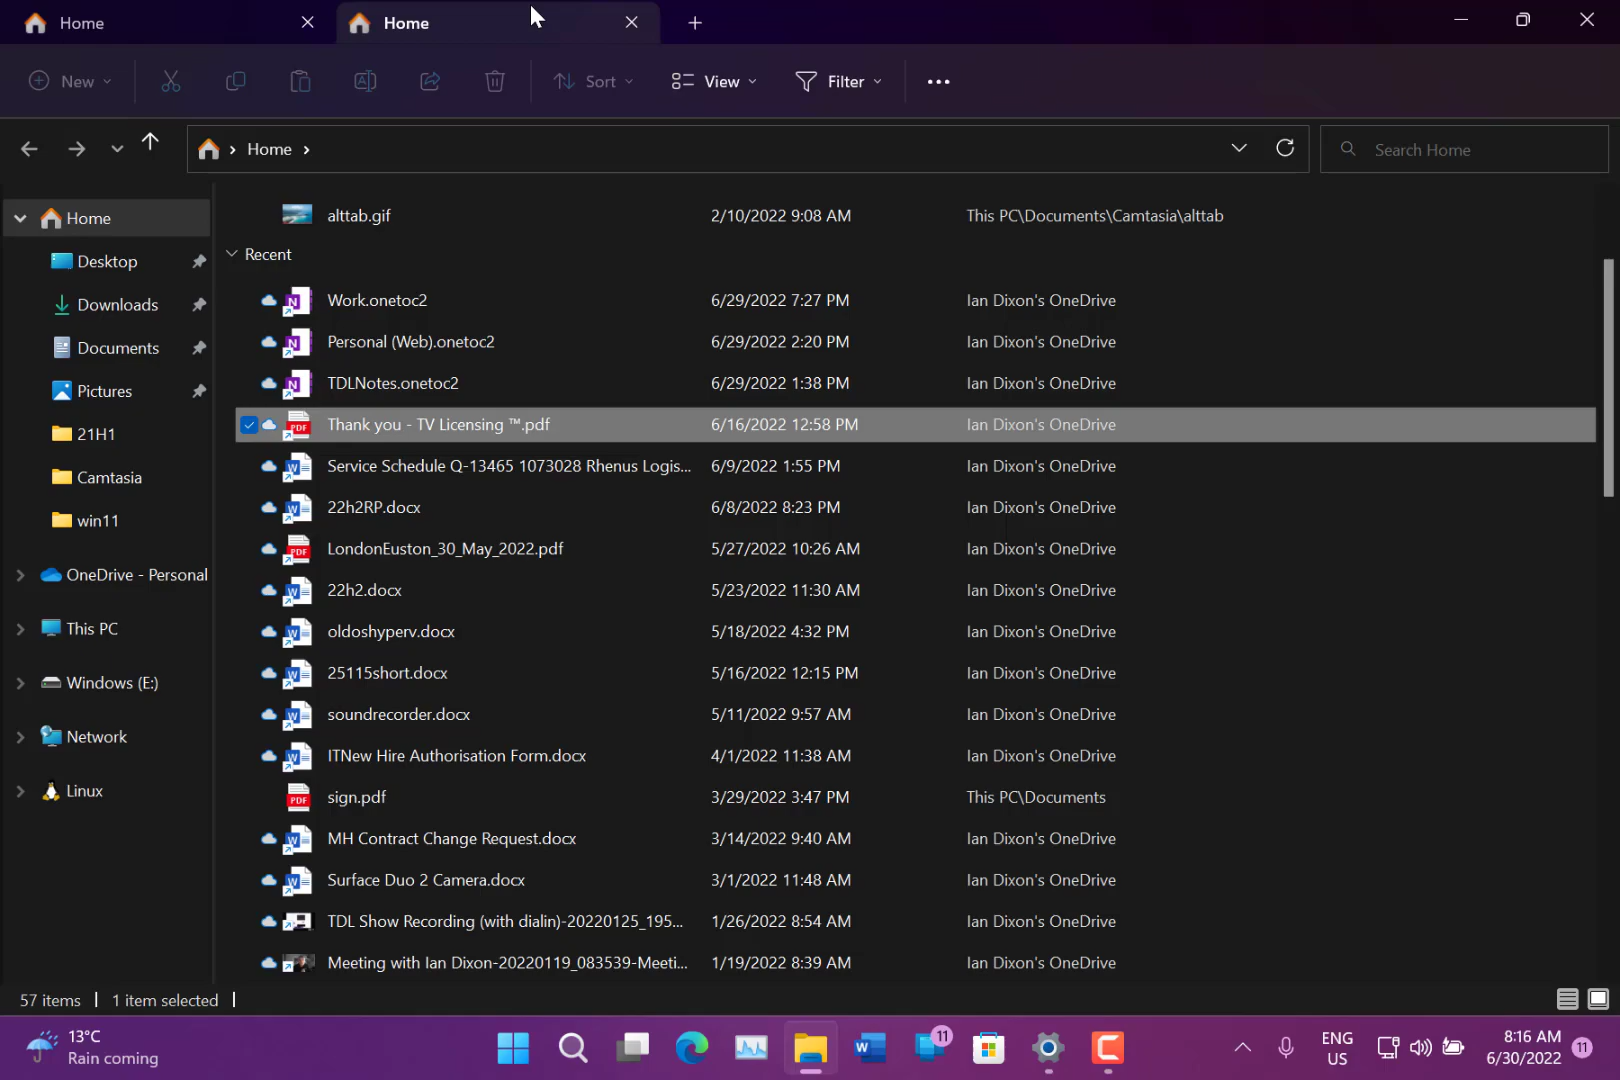 Home
Home
New
Sort
View
Filter
Home
Search Home
Home
Desktop
Downloads
Documents
Pictures
21H1
Camtasia
win11
OneDrive - Personal
This PC
Windows (E:)
Network
Linux
alttab.gif 2/10/2022 9:08 AM This PC\Documents\Camtasia\alttab
Recent
Work.onetoc2 6/29/2022 7:27 PM Ian Dixon's OneDrive
Personal (Web).onetoc2 6/29/2022 2:20 PM Ian Dixon's OneDrive
TDLNotes.onetoc2 6/29/2022 1:38 PM Ian Dixon's OneDrive
Thank you - TV Licensing ™.pdf 6/16/2022 12:58 PM Ian Dixon's OneDrive
Service Schedule Q-13465 1073028 Rhenus Logis... 6/9/2022 1:55 PM Ian Dixon's OneDrive
22h2RP.docx 6/8/2022 8:23 PM Ian Dixon's OneDrive
LondonEuston_30_May_2022.pdf 5/27/2022 10:26 AM Ian Dixon's OneDrive
22h2.docx 5/23/2022 11:30 AM Ian Dixon's OneDrive
oldoshyperv.docx 5/18/2022 4:32 PM Ian Dixon's OneDrive
25115short.docx 5/16/2022 12:15 PM Ian Dixon's OneDrive
soundrecorder.docx 5/11/2022 9:57 AM Ian Dixon's OneDrive
ITNew Hire Authorisation Form.docx 4/1/2022 11:38 AM Ian Dixon's OneDrive
sign.pdf 3/29/2022 3:47 PM This PC\Documents
MH Contract Change Request.docx 3/14/2022 9:40 AM Ian Dixon's OneDrive
Surface Duo 2 Camera.docx 3/1/2022 11:48 AM Ian Dixon's OneDrive
TDL Show Recording (with dialin)-20220125_195... 1/26/2022 8:54 AM Ian Dixon's OneDrive
Meeting with Ian Dixon-20220119_083539-Meeti... 1/19/2022 8:39 AM Ian Dixon's OneDrive
57 items 1 item selected
13°C
Rain coming
11
ENG
US
8:16 AM
6/30/2022
11